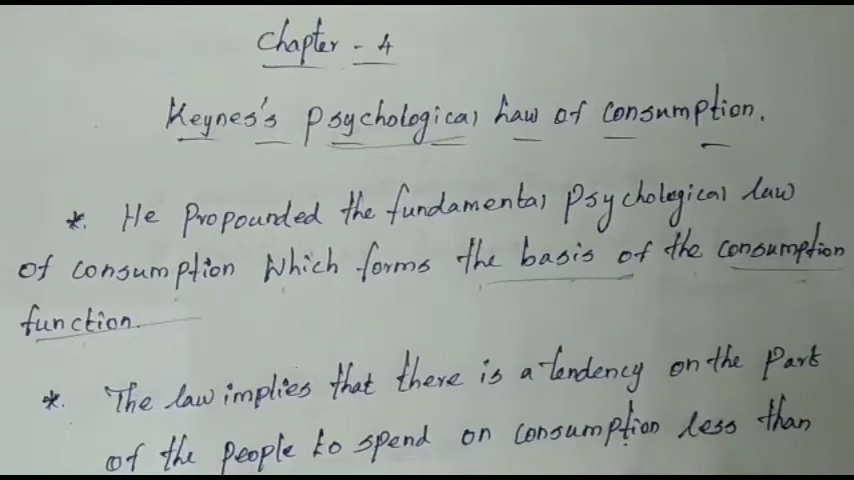 Chapter - 4
Keynes's Psychological Law of Consumption.
*. He propounded the fundamental Psychological law
of consumption Which forms the basis of the consumption
function.
*. The law implies that there is a tendency on the part
of the people to spend on consumption less than